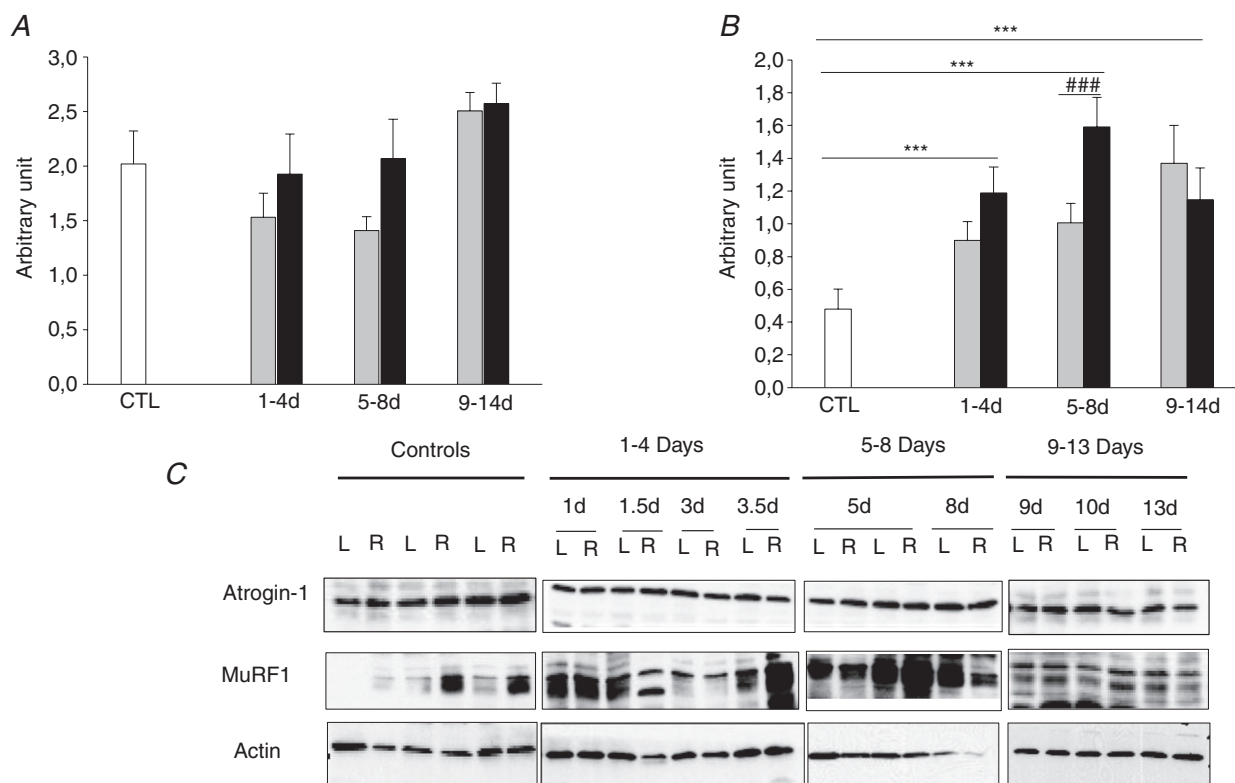 A
3,0
2,5
2,0
1,5
1,0
0,5
0,0
Arbitrary unit
CTL 1-4d 5-8d 9-14d
B
***
***
###
***
2,0
1,8
1,6
1,4
1,2
1,0
0,8
0,6
0,4
0,2
0,0
Arbitrary unit
CTL 1-4d 5-8d 9-14d
C
Controls 1-4 Days 5-8 Days 9-13 Days
1d 1.5d 3d 3.5d 5d 8d 9d 10d 13d
L R L R L R L R L R L R L R L R L R L R L R L R L R
Atrogin-1
MuRF1
Actin